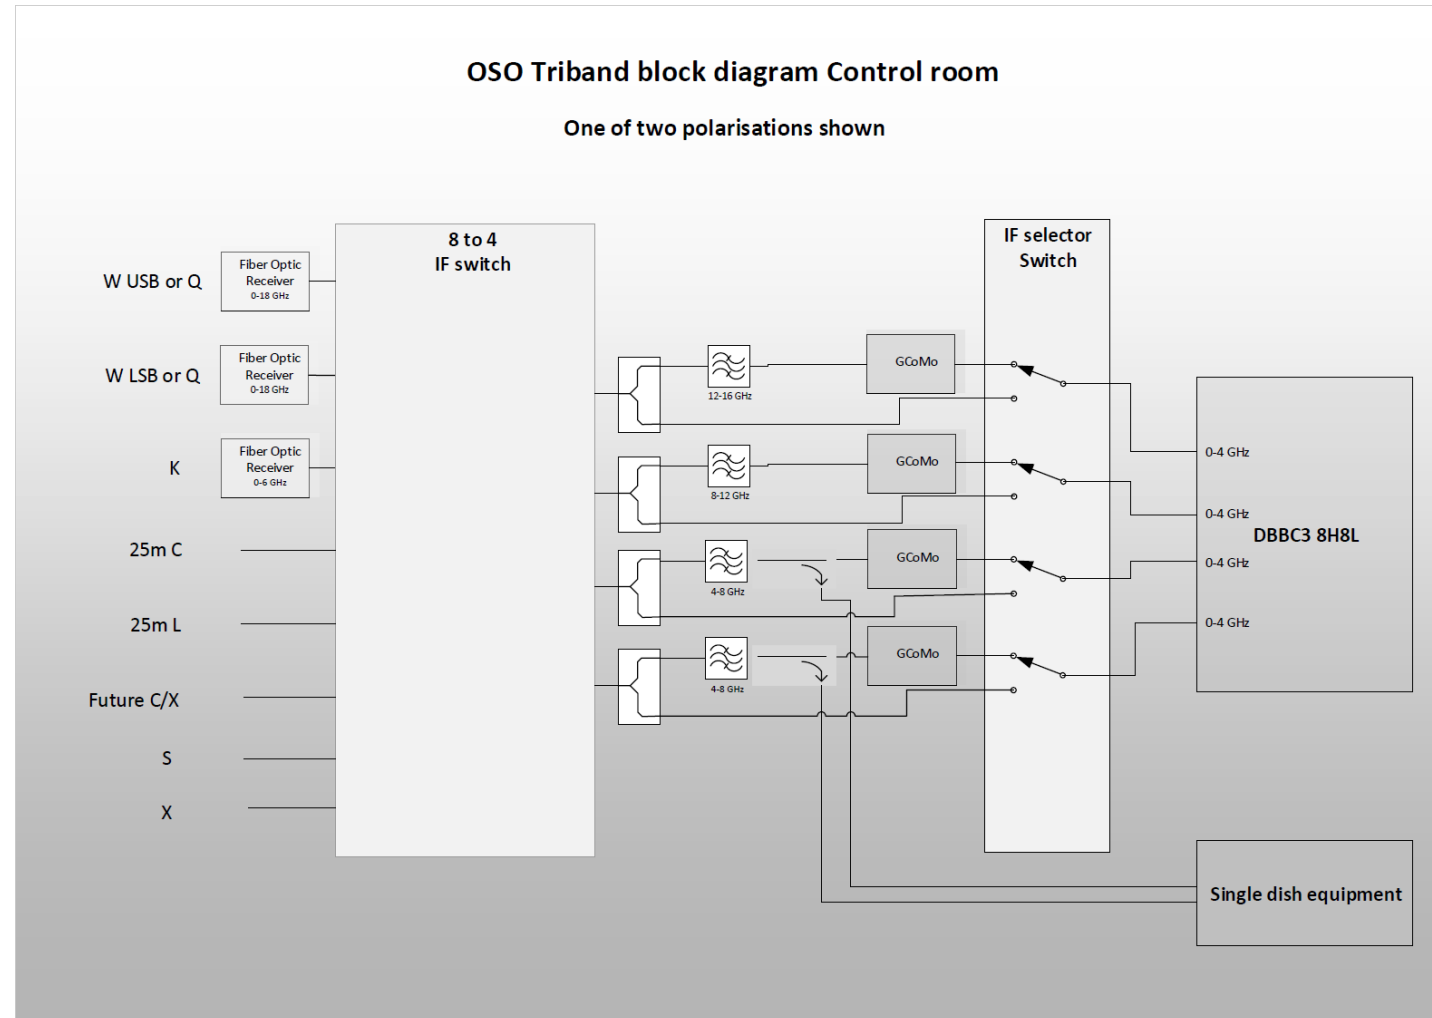 OSO Triband block diagram Control room
One of two polarisations shown
8 to 4
IF switch
IF selector
Switch
W USB or Q
Fiber Optic
Receiver
0-18 GHz
W LSB or Q
Fiber Optic
Receiver
0-18 GHz
K
Fiber Optic
Receiver
0-6 GHz
25m C
25m L
Future C/X
S
X
12-16 GHz
GCoMo
8-12 GHz
GCoMo
4-8 GHz
GCoMo
4-8 GHz
GCoMo
0-4 GHz
0-4 GHz
DBBC3 8H8L
0-4 GHz
0-4 GHz
Single dish equipment